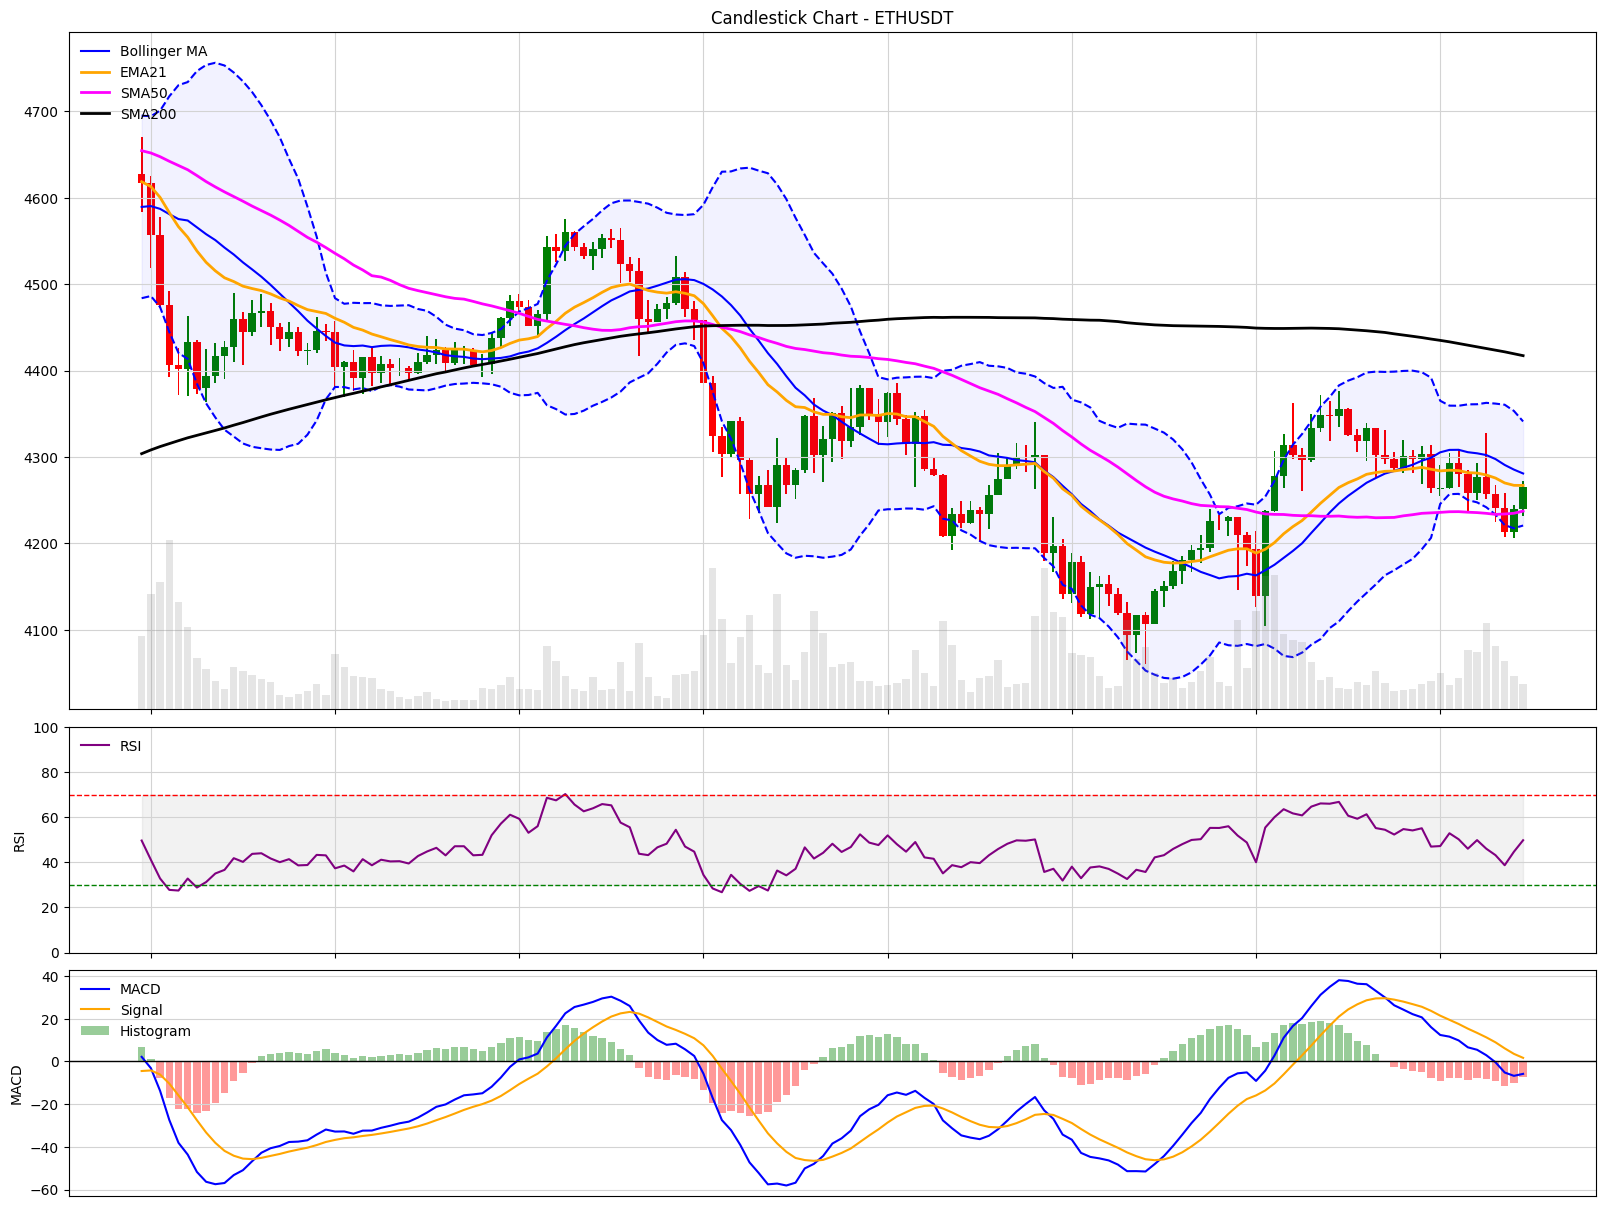 Candlestick Chart - ETHUSDT
Bollinger MA
EMA21
SMA50
SMA200
4700
4600
4500
4400
4300
4200
4100
RSI
100
80
60
40
20
0
RSI
MACD
Signal
Histogram
40
20
0
−20
−40
−60
MACD